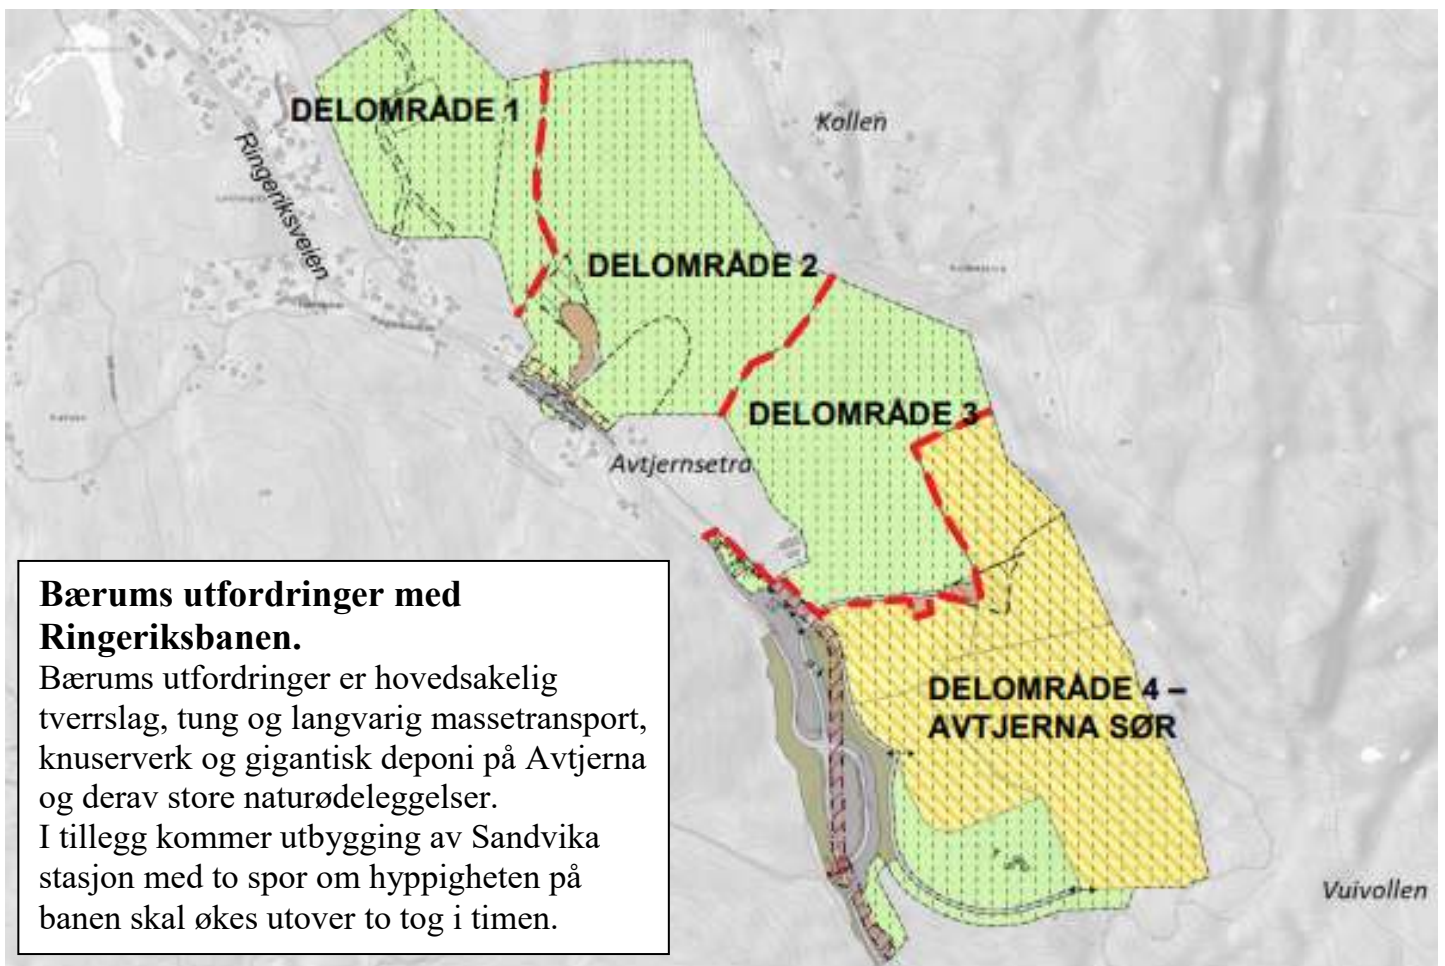 DELOMRÅDE 1
Kollen
Ringeriksveien
DELOMRÅDE 2
DELOMRÅDE 3
Avtjernsetra
DELOMRÅDE 4 –
AVTJERNA SØR
Vuivollen
Bærums utfordringer med
Ringeriksbanen.
Bærums utfordringer er hovedsakelig
tverrslag, tung og langvarig massetransport,
knuserverk og gigantisk deponi på Avtjerna
og derav store naturødeleggelser.
I tillegg kommer utbygging av Sandvika
stasjon med to spor om hyppigheten på
banen skal økes utover to tog i timen.